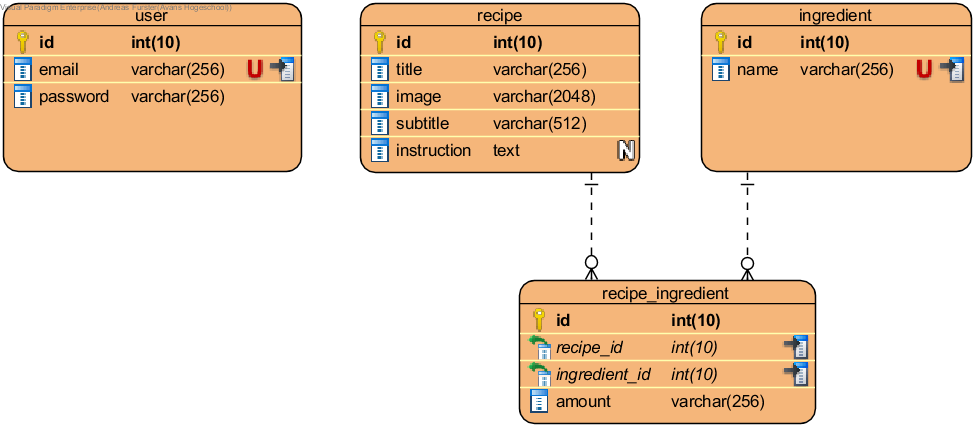 Visual Paradigm Enterprise(Andreas Furster(Avans Hogeschool))
user
id int(10)
email varchar(256) U
password varchar(256)
recipe
id int(10)
title varchar(256)
image varchar(2048)
subtitle varchar(512)
instruction text N
ingredient
id int(10)
name varchar(256) U
recipe_ingredient
id int(10)
recipe_id int(10)
ingredient_id int(10)
amount varchar(256)